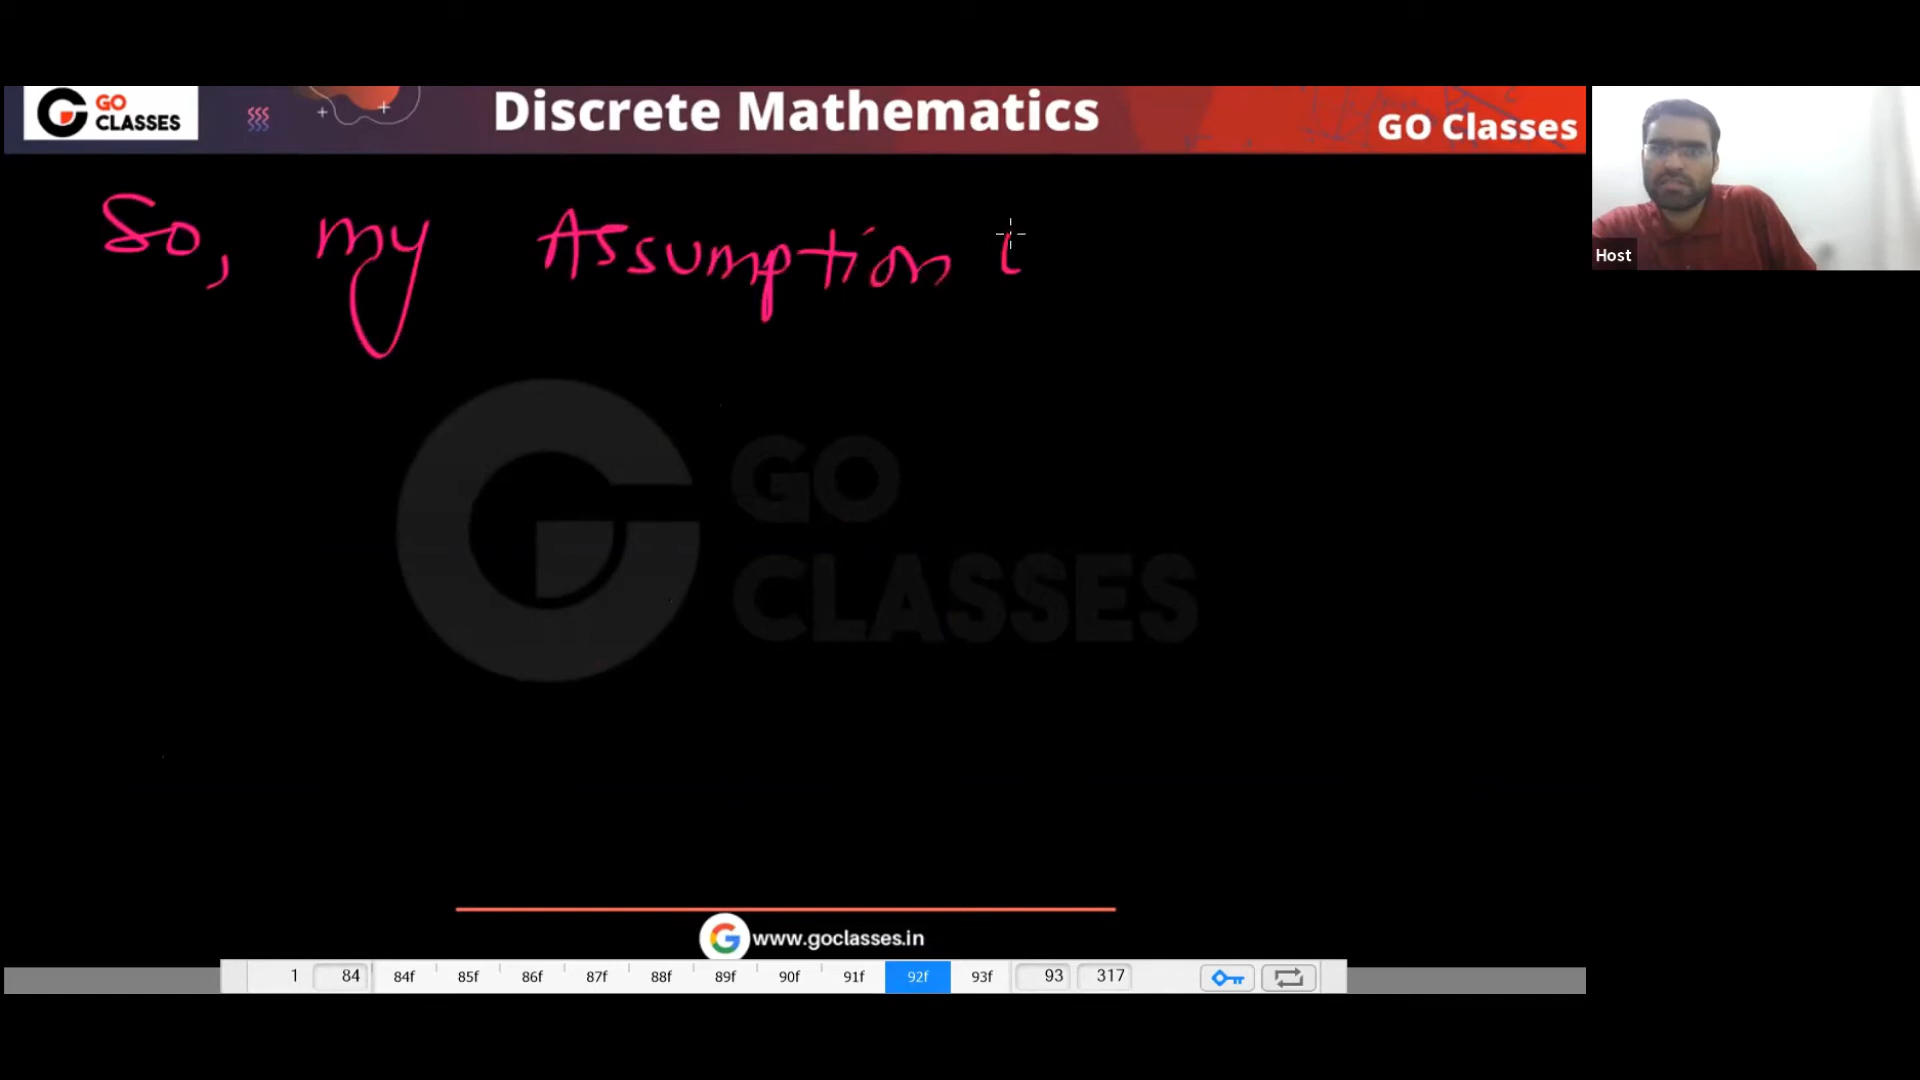 GO
CLASSES
Discrete Mathematics
GO Classes
Host
So, my Assumption i
GO
CLASSES
www.goclasses.in
1 84 84f 85f 86f 87f 88f 89f 90f 91f 92f 93f 93 317